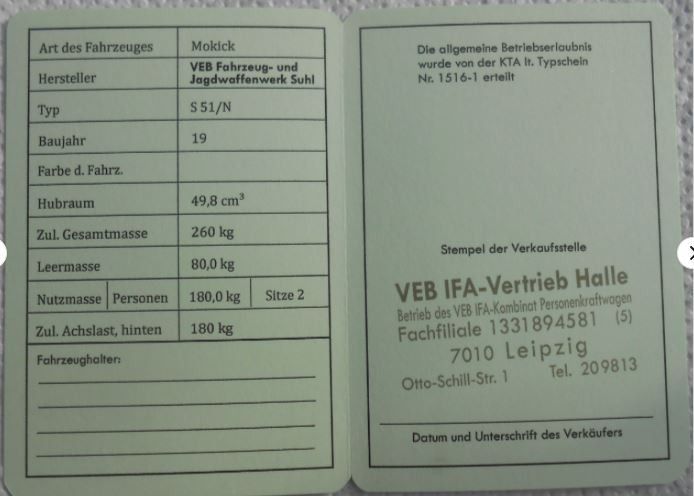 Art des Fahrzeuges Mokick
Hersteller VEB Fahrzeug- und
Jagdwaffenwerk Suhl
Typ S 51/N
Baujahr 19
Farbe d. Fahrz.
Hubraum 49,8 cm³
Zul. Gesamtmasse 260 kg
Leermasse 80,0 kg
Nutzmasse Personen 180,0 kg Sitze 2
Zul. Achslast, hinten 180 kg
Fahrzeughalter:
Die allgemeine Betriebserlaubnis
wurde von der KTA lt. Typschein
Nr. 1516-1 erteilt
Stempel der Verkaufsstelle
VEB IFA-Vertrieb Halle
Betrieb des VEB IFA-Kombinat Personenkraftwagen
Fachfiliale 1331894581 (5)
7010 Leipzig
Otto-Schill-Str. 1 Tel. 209813
Datum und Unterschrift des Verkäufers